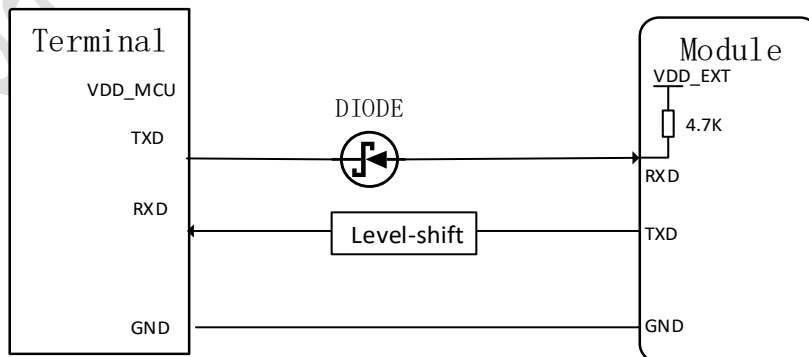 Terminal
Module
VDD_EXT
VDD_MCU
DIODE
4.7K
TXD
RXD
RXD
Level-shift
TXD
GND
GND